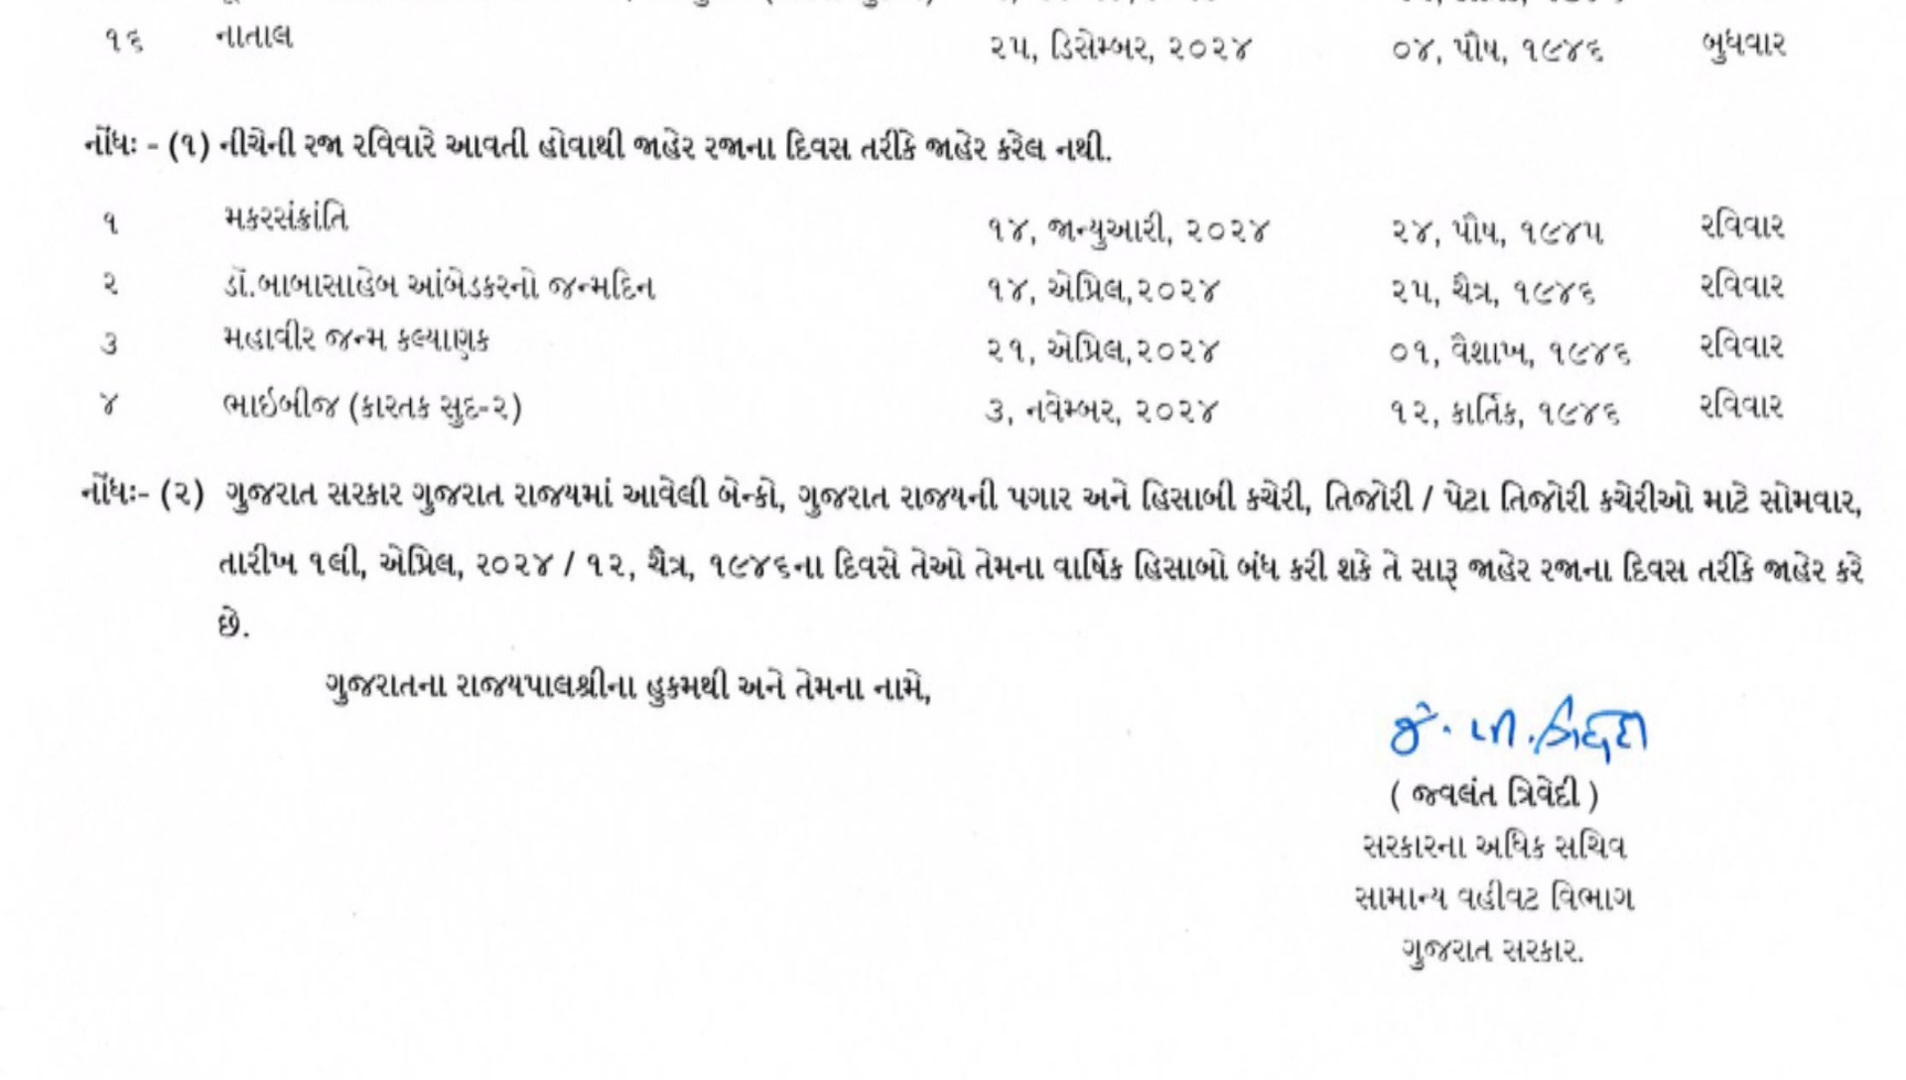 ૧૬ નાતાલ ૨૫, ડિસેમ્બર, ૨૦૨૪ ૦૪, પૌષ, ૧૯૪૬ બુધવાર
નોંધઃ - (૧) નીચેની રજા રવિવારે આવતી હોવાથી જાહેર રજાના દિવસ તરીકે જાહેર કરેલ નથી.
૧ મકરસંક્રાંતિ ૧૪, જાન્યુઆરી, ૨૦૨૪ ૨૪, પૌષ, ૧૯૪૫ રવિવાર
૨ ડૉ.બાબાસાહેબ આંબેડકરનો જન્મદિન ૧૪, એપ્રિલ,૨૦૨૪ ૨૫, ચૈત્ર, ૧૯૪૬ રવિવાર
૩ મહાવીર જન્મ કલ્યાણક ૨૧, એપ્રિલ,૨૦૨૪ ૦૧, વૈશાખ, ૧૯૪૬ રવિવાર
૪ ભાઇબીજ (કારતક સુદ-૨) ૩, નવેમ્બર, ૨૦૨૪ ૧૨, કાર્તિક, ૧૯૪૬ રવિવાર
નોંધઃ- (૨) ગુજરાત સરકાર ગુજરાત રાજ્યમાં આવેલી બેન્કો, ગુજરાત રાજયની પગાર અને હિસાબી કચેરી, તિજોરી / પેટા તિજોરી કચેરીઓ માટે સોમવાર,
તારીખ ૧લી, એપ્રિલ, ૨૦૨૪ / ૧૨, ચૈત્ર, ૧૯૪૬ના દિવસે તેઓ તેમના વાર્ષિક હિસાબો બંધ કરી શકે તે સારૂ જાહેર રજાના દિવસ તરીકે જાહેર કરે
છે.
ગુજરાતના રાજ્યપાલશ્રીના હુકમથી અને તેમના નામે,
જે. પી. ત્રિવેદી
( જ્વલંત ત્રિવેદી )
સરકારના અધિક સચિવ
સામાન્ય વહીવટ વિભાગ
ગુજરાત સરકાર.